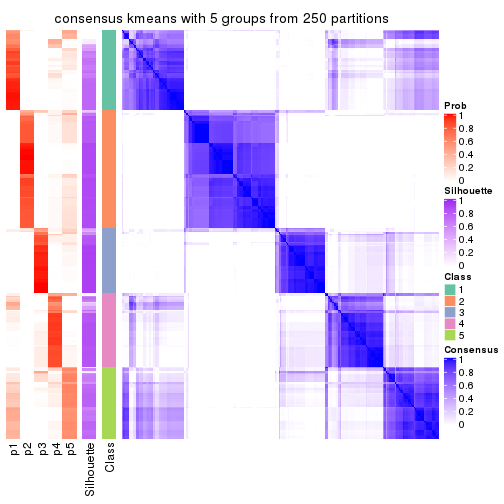 consensus kmeans with 5 groups from 250 partitions
Prob
1
0.8
0.6
0.4
0.2
0
Silhouette
1
0.8
0.6
0.4
0.2
0
Class
1
2
3
4
5
Consensus
1
0.8
0.6
0.4
0.2
0
p1
p2
p3
p4
p5
Silhouette
Class